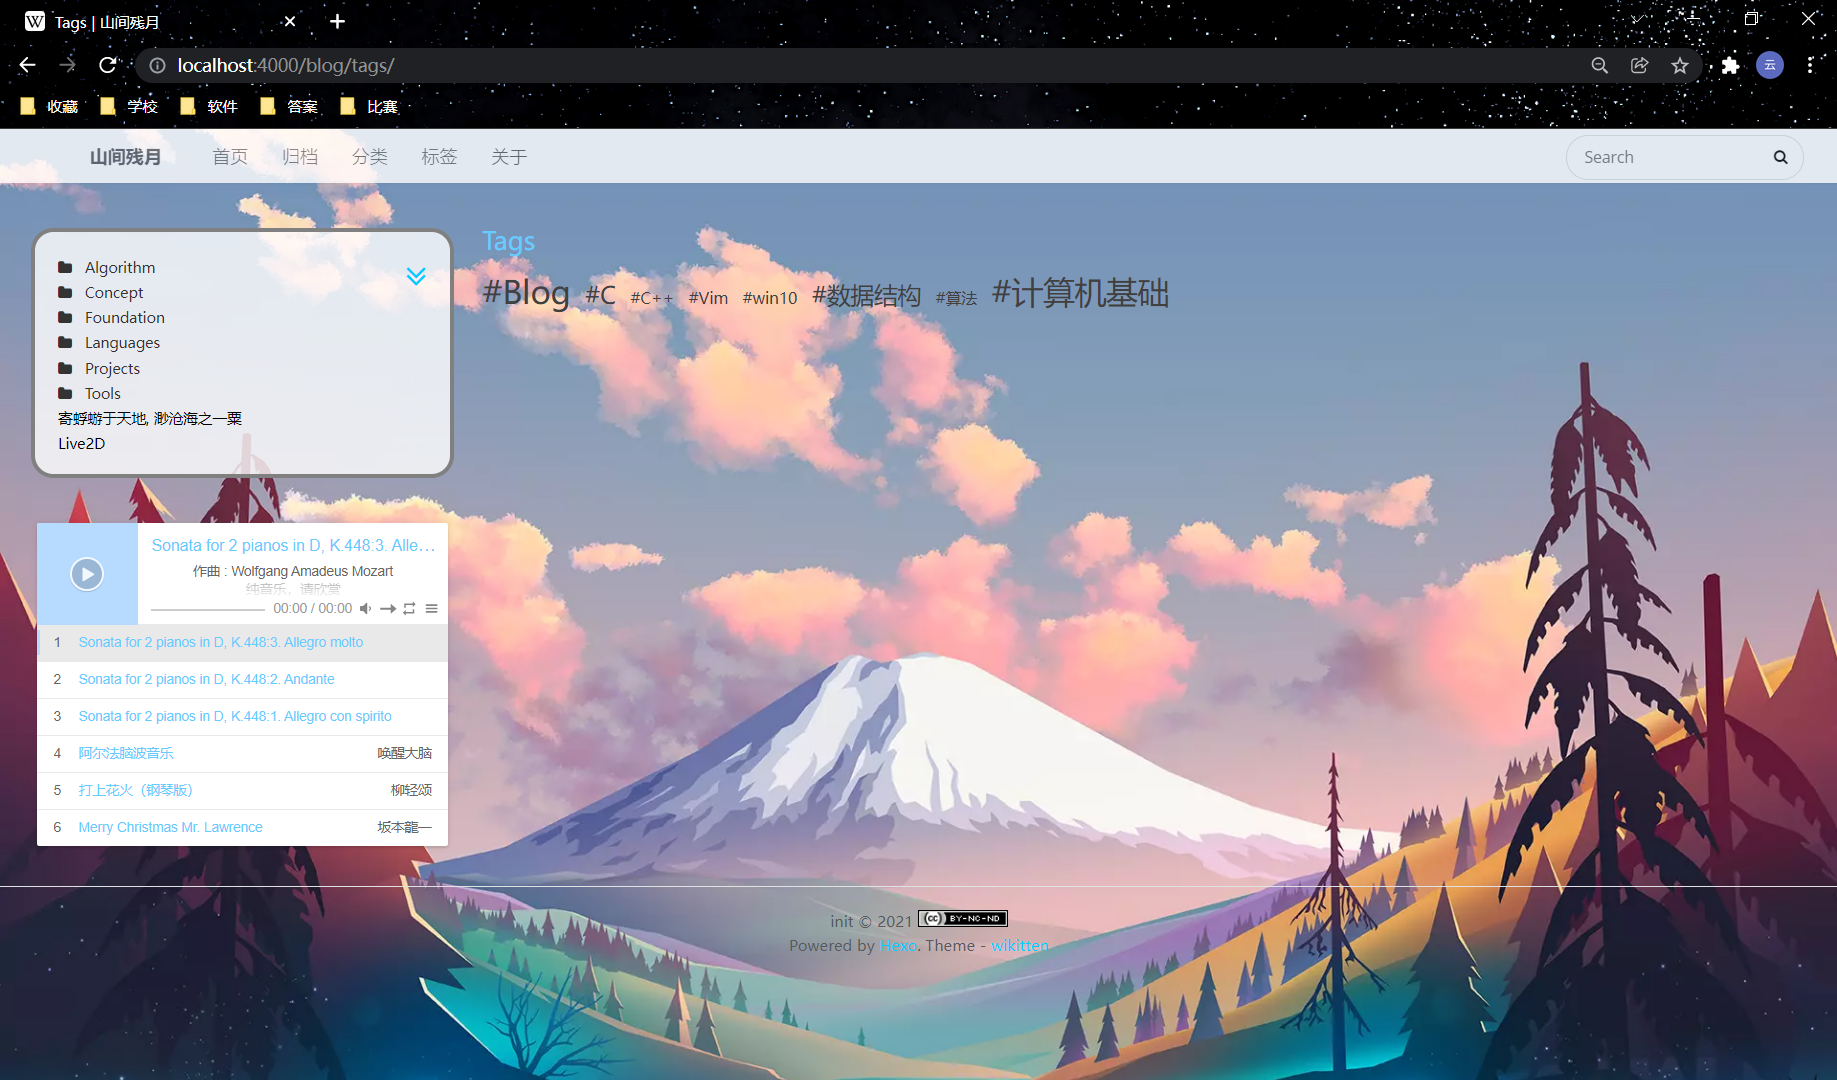 Tags | 山间残月
localhost:4000/blog/tags/
云
收藏 学校 软件 答案 比赛
山间残月 首页 归档 分类 标签 关于 Search
Tags
#Blog #C #C++ #Vim #win10 #数据结构 #算法 #计算机基础
Algorithm
Concept
Foundation
Languages
Projects
Tools
寄蜉蝣于天地, 渺沧海之一粟
Live2D
Sonata for 2 pianos in D, K.448:3. Alle...
作曲 : Wolfgang Amadeus Mozart
纯音乐，请欣赏
00:00 / 00:00
1 Sonata for 2 pianos in D, K.448:3. Allegro molto
2 Sonata for 2 pianos in D, K.448:2. Andante
3 Sonata for 2 pianos in D, K.448:1. Allegro con spirito
4 阿尔法脑波音乐 唤醒大脑
5 打上花火（钢琴版） 柳轻颂
6 Merry Christmas Mr. Lawrence 坂本龍一
init © 2021 cc BY-NC-ND
Powered by Hexo. Theme - wikitten